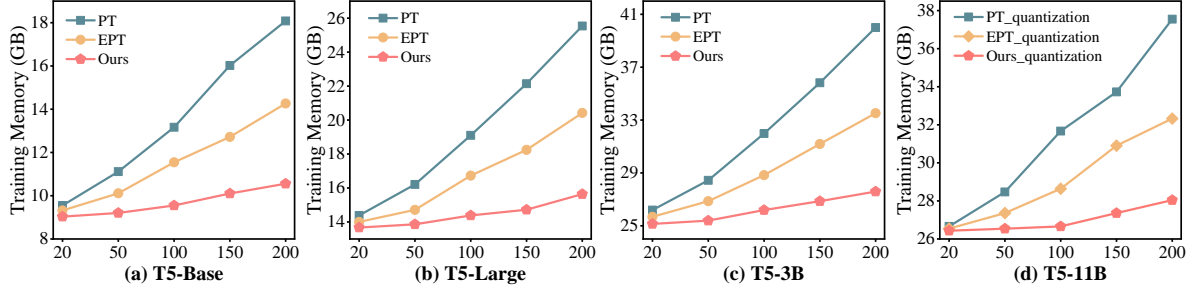 Training Memory (GB)
18
16
14
12
10
8
PT
EPT
Ours
20 50 100 150 200
(a) T5-Base
Training Memory (GB)
26
24
22
20
18
16
14
PT
EPT
Ours
20 50 100 150 200
(b) T5-Large
Training Memory (GB)
41
37
33
29
25
PT
EPT
Ours
20 50 100 150 200
(c) T5-3B
Training Memory (GB)
38
36
34
32
30
28
26
PT_quantization
EPT_quantization
Ours_quantization
20 50 100 150 200
(d) T5-11B